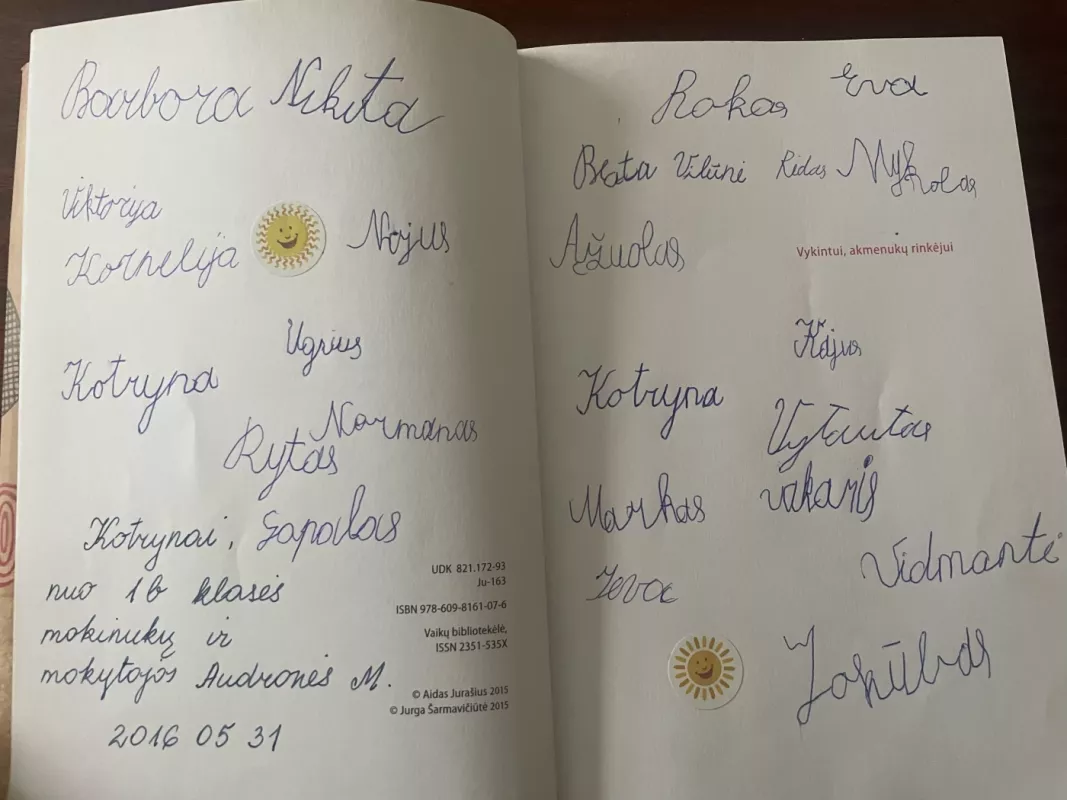 Barbora Nikita
Viktorija
Kornelija
Nojus
Ugnius
Kotryna
Normanas
Rytas
Kotrynai,
nuo 1b klasės
mokinukų ir
mokytojos Audronės M.
2016 05 31
UDK 821.172-93
Ju-163
ISBN 978-609-8161-07-6
Vaikų bibliotekėlė,
ISSN 2351-535X
© Aidas Jurašius 2015
© Jurga Šarmavičiūtė 2015
Rokas Eva
Beata Viliūnė Ridas Mykolas
Ąžuolas
Vykintui, akmenukų rinkėjui
Kajus
Kotryna
Vytautas
Markas vakaris
Ieva
Vidmantė
Jokūbas